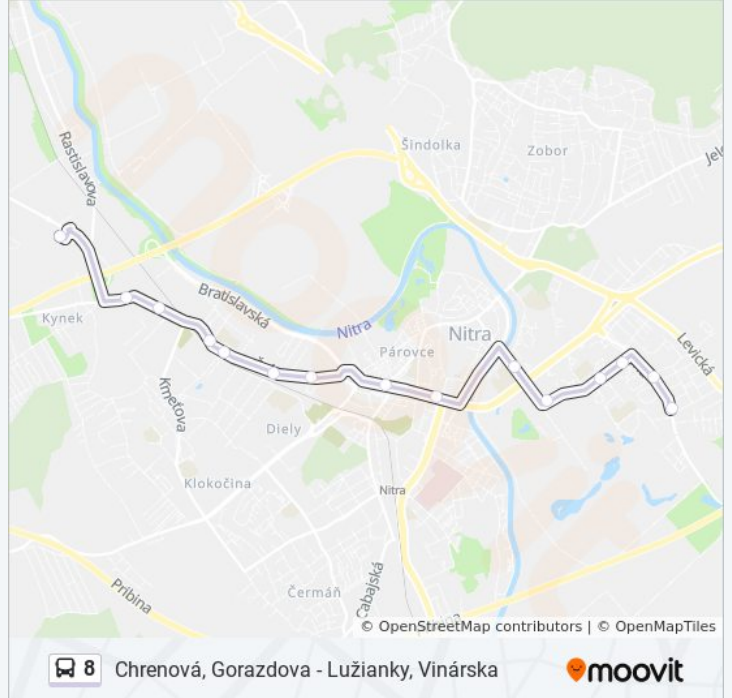 Šindolka
Zobor
Rastislavova
Bratislavská
Nitra
Nitra
Kynek
Párovce
Levická
Kmeťova
Diely
Klokočina
Nitra
Čermáň
Cabajská
Pribina
© OpenStreetMap contributors | © OpenMapTiles
8 Chrenová, Gorazdova - Lužianky, Vinárska
moovit